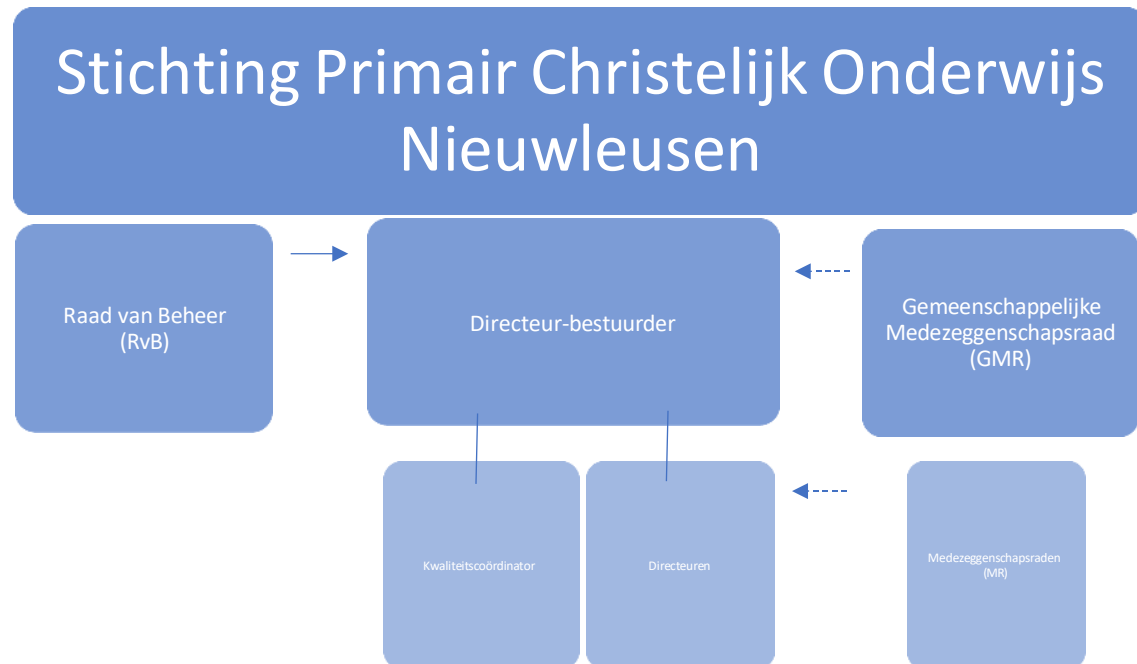 Stichting Primair Christelijk Onderwijs
Nieuwleusen
Raad van Beheer
(RvB)
Directeur-bestuurder
Gemeenschappelijke
Medezeggenschapsraad
(GMR)
Kwaliteitscoördinator
Directeuren
Medezeggenschapsraden
(MR)